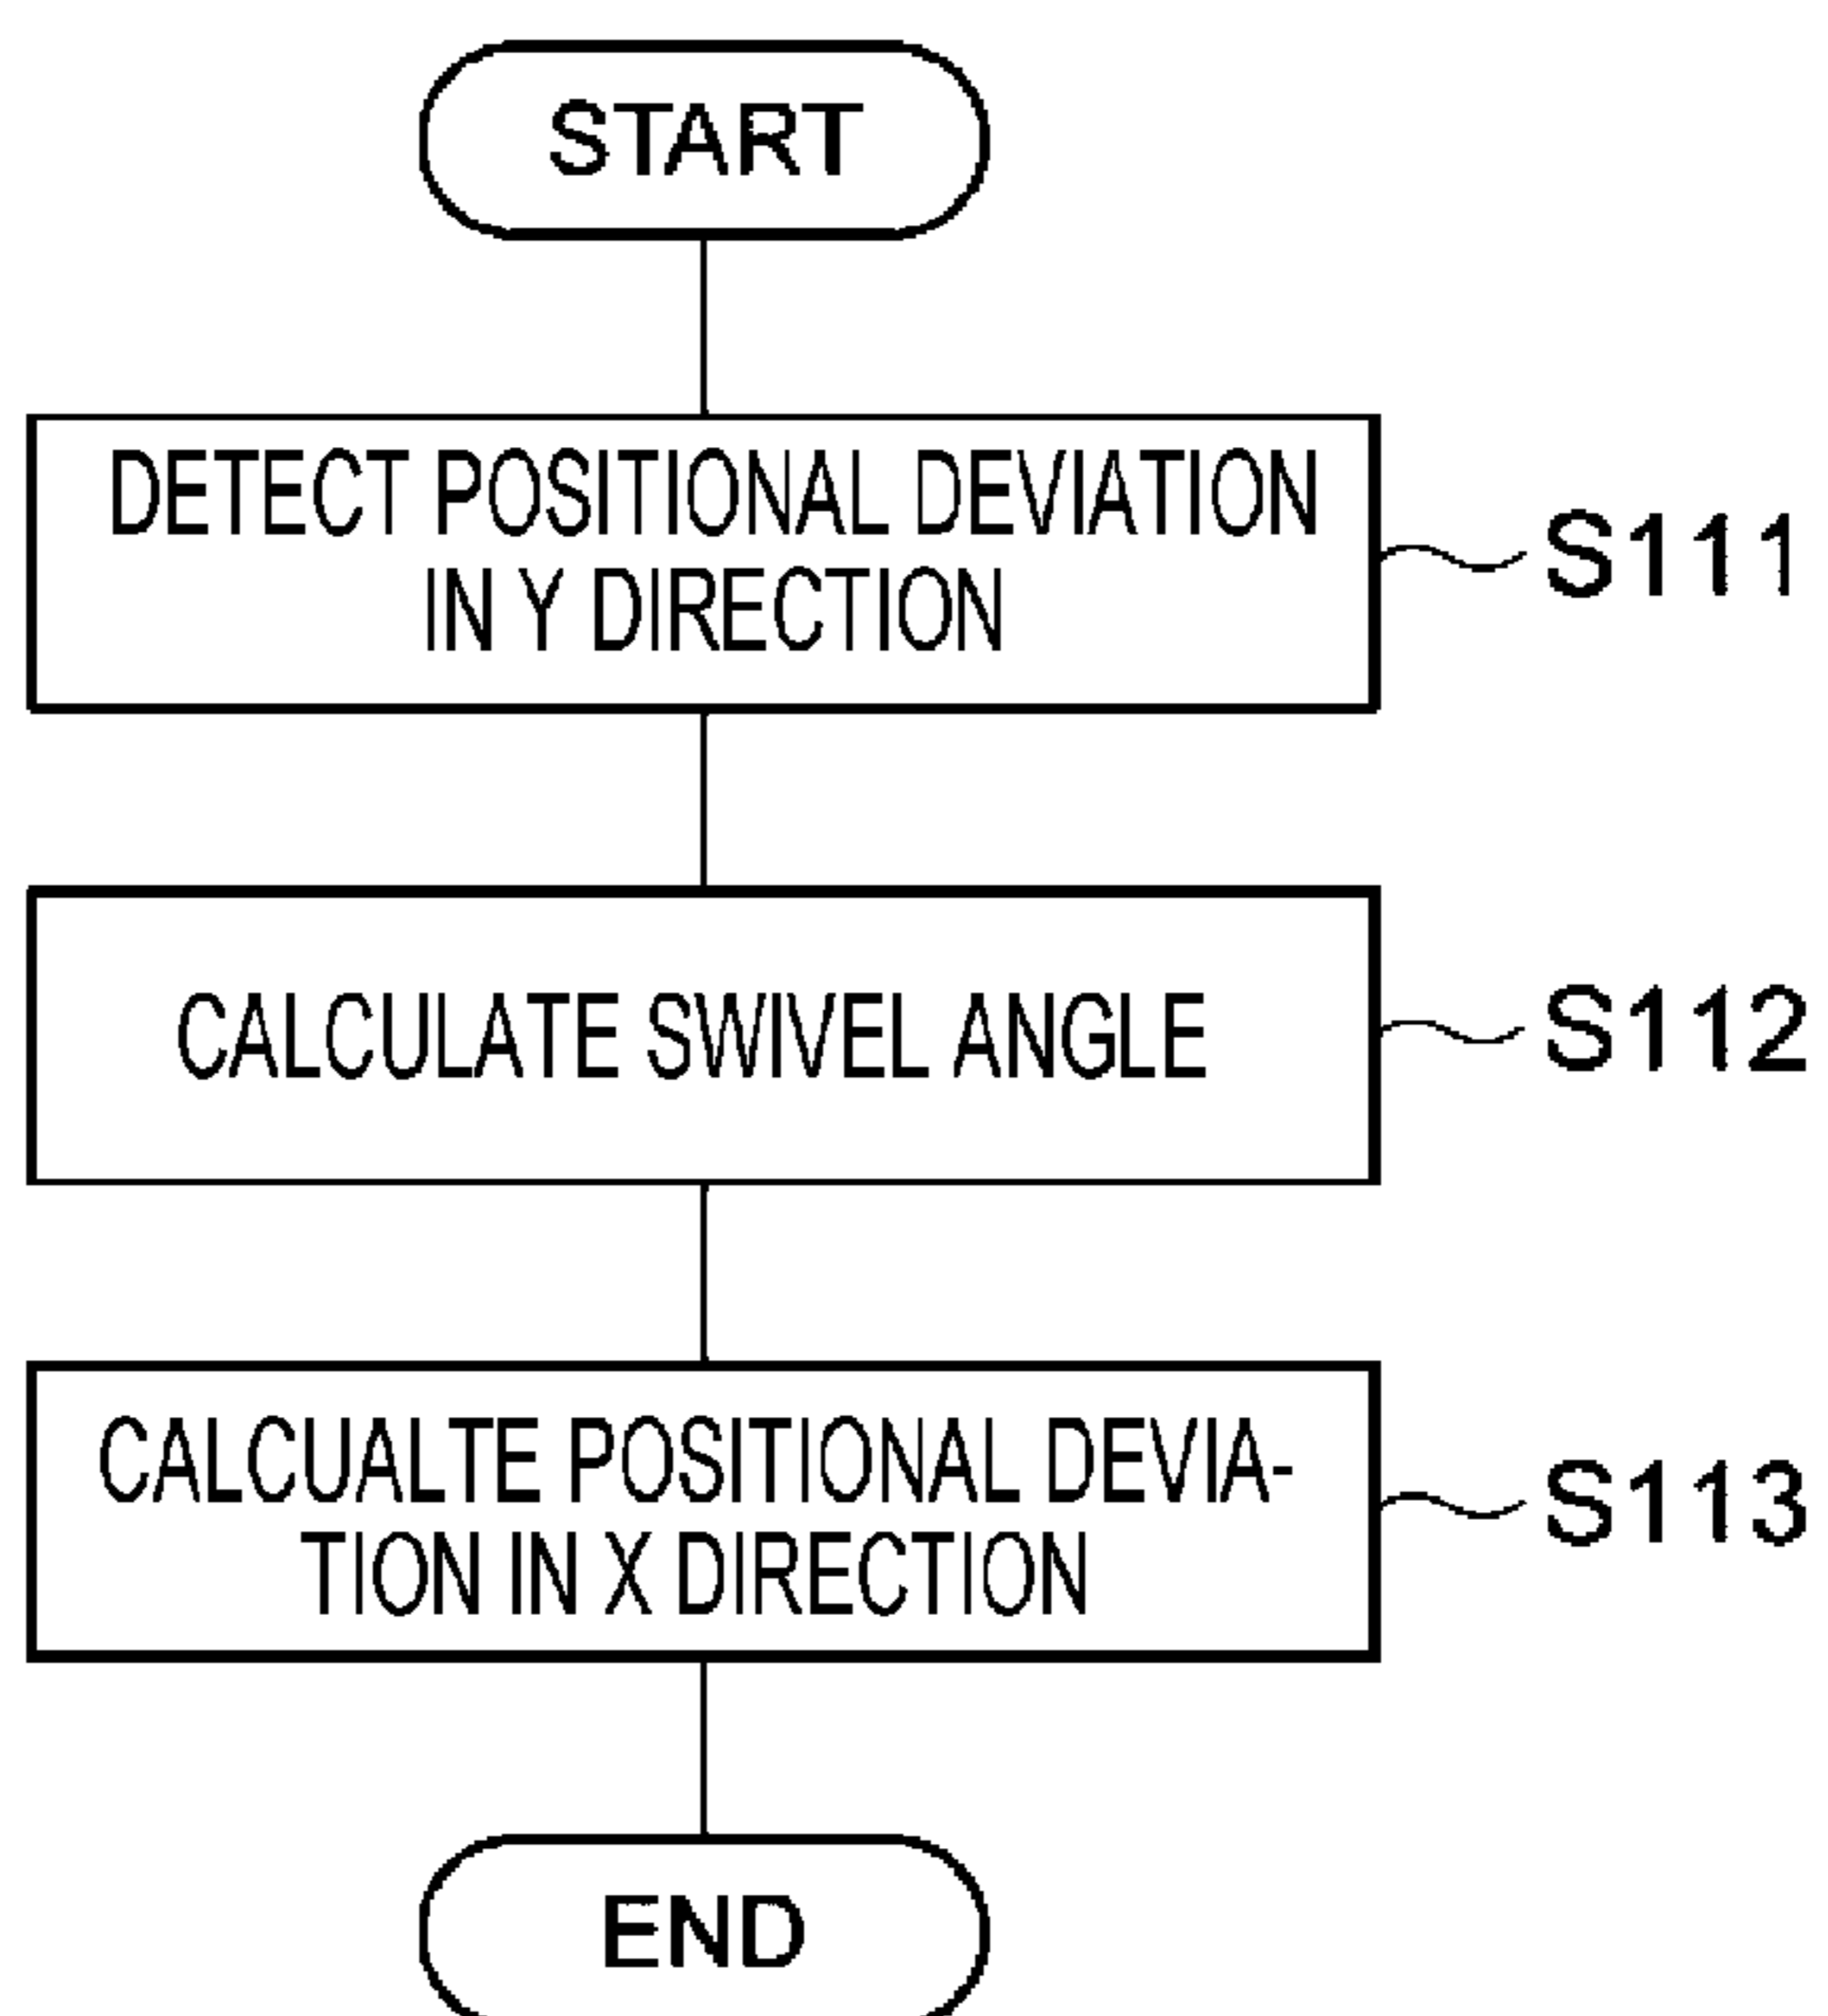 START
DETECT POSITIONAL DEVIATION
IN Y DIRECTION
S111
CALCULATE SWIVEL ANGLE
S112
CALCUALTE POSITIONAL DEVIA-
TION IN X DIRECTION
S113
END